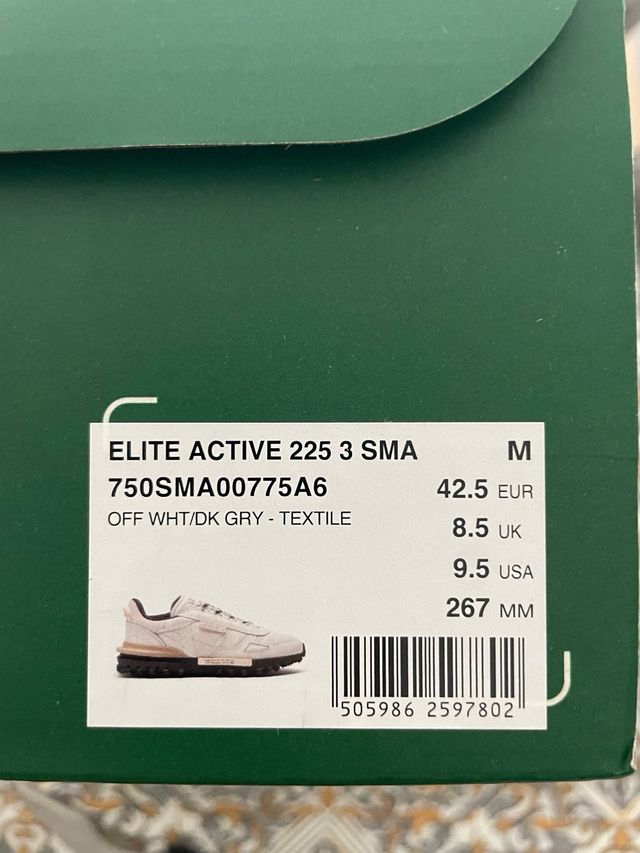 ELITE ACTIVE 225 3 SMA M
750SMA00775A6
42.5 EUR
OFF WHT/DK GRY - TEXTILE
8.5 UK
9.5 USA
267 MM
505986 2597802